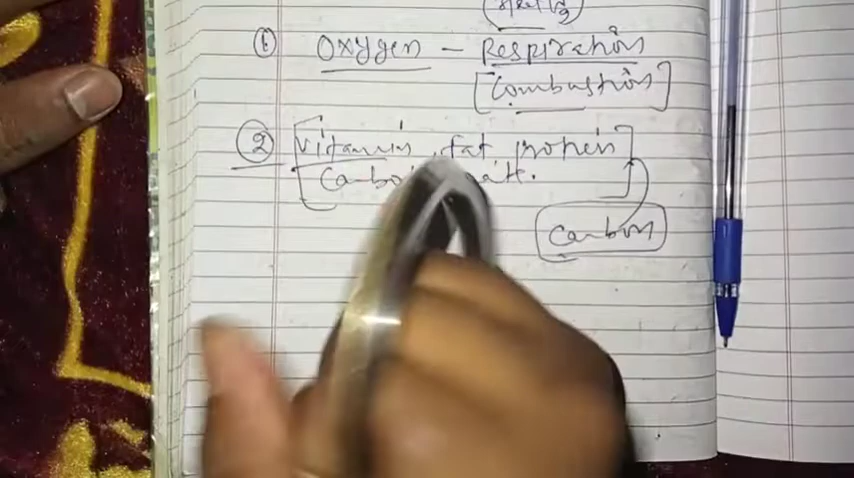 ① Oxygen - Respiration
[Combustion]
② [vitamin, fat protein
carbon]